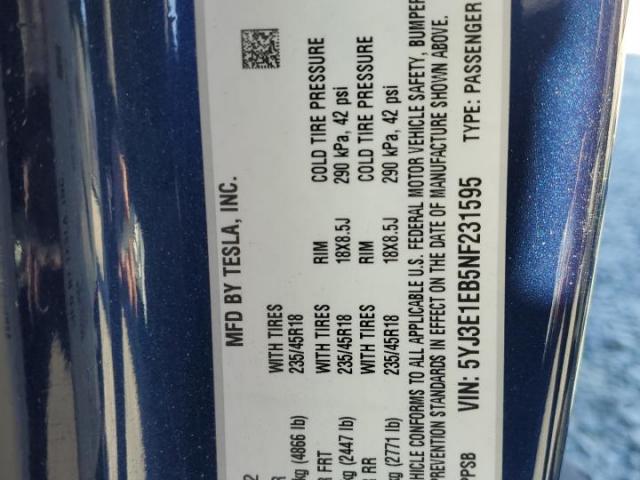 MFD BY TESLA, INC.
kg (4866 lb) WITH TIRES
235/45R18
FRT WITH TIRES RIM COLD TIRE PRESSURE
kg (2447 lb) 235/45R18 18X8.5J 290 kPa, 42 psi
RR WITH TIRES RIM COLD TIRE PRESSURE
kg (2771 lb) 235/45R18 18X8.5J 290 kPa, 42 psi
CONFORMS TO ALL APPLICABLE U.S. FEDERAL MOTOR VEHICLE SAFETY, BUMPER
PREVENTION STANDARDS IN EFFECT ON THE DATE OF MANUFACTURE SHOWN ABOVE.
PPSB VIN: 5YJ3E1EB5NF231595 TYPE: PASSENGER